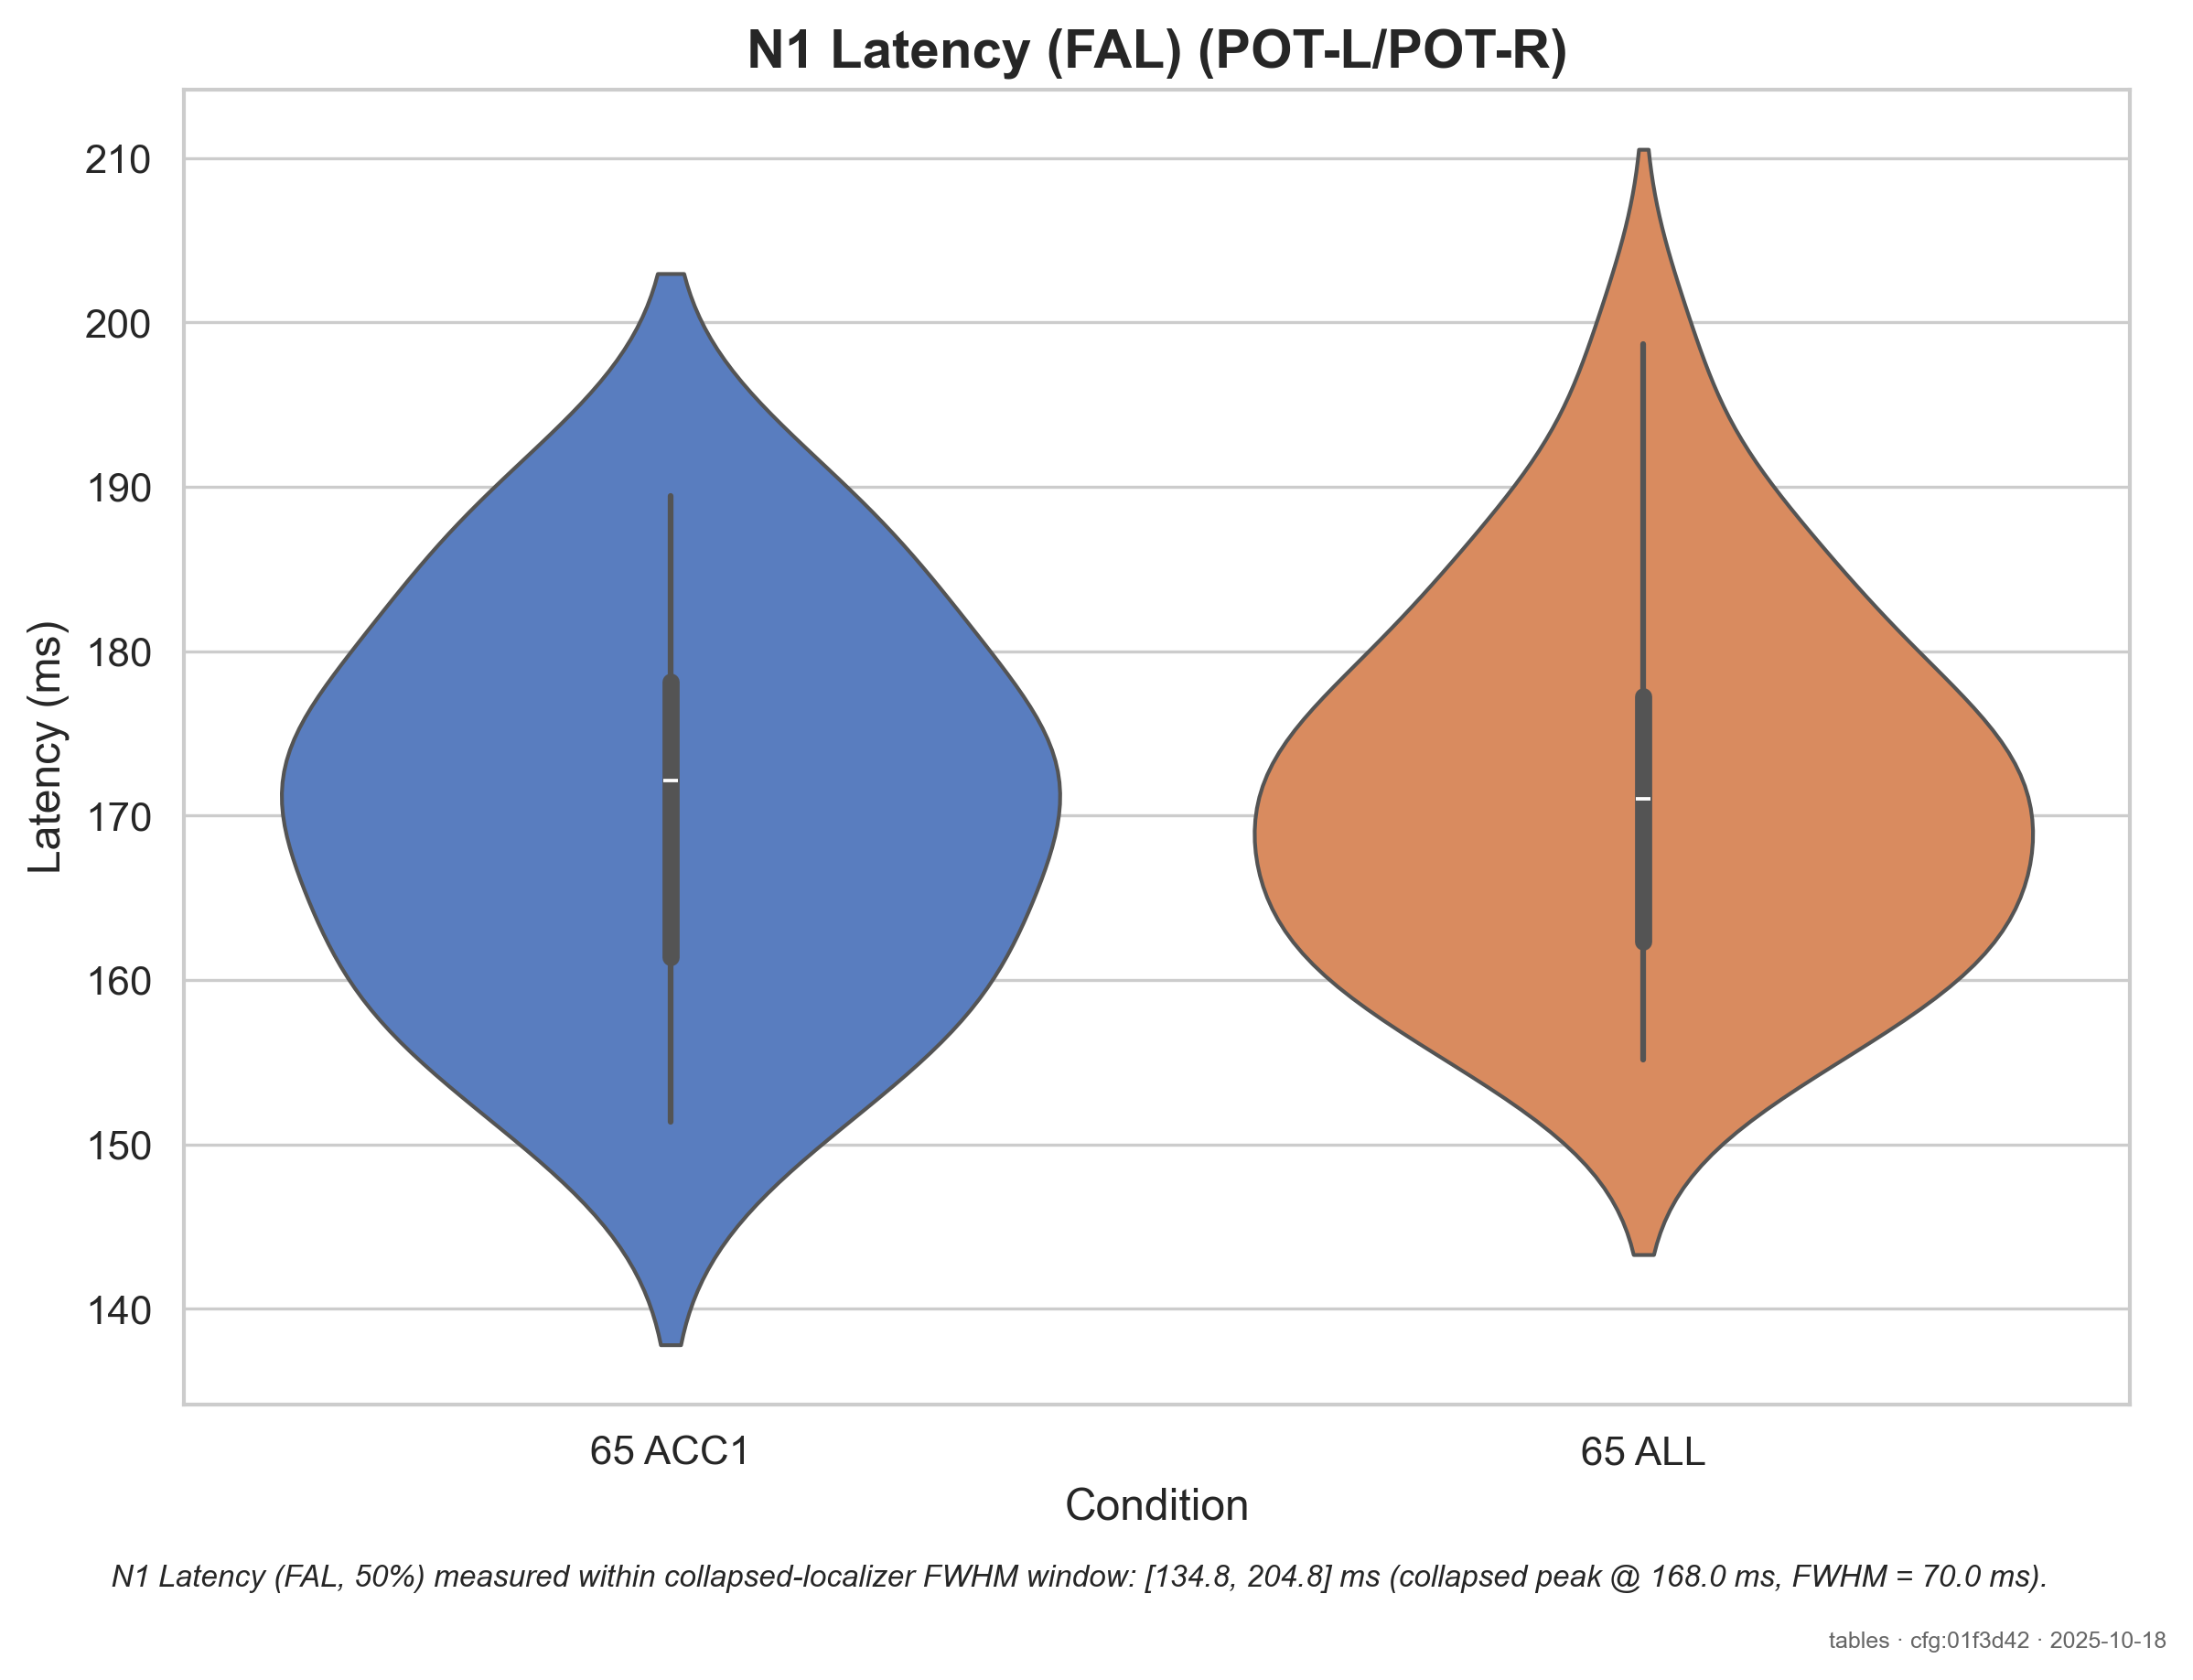 N1 Latency (FAL) (POT-L/POT-R)
Latency (ms)
210
200
190
180
170
160
150
140
65 ACC1
65 ALL
Condition
N1 Latency (FAL, 50%) measured within collapsed-localizer FWHM window: [134.8, 204.8] ms (collapsed peak @ 168.0 ms, FWHM = 70.0 ms).
tables · cfg:01f3d42 · 2025-10-18